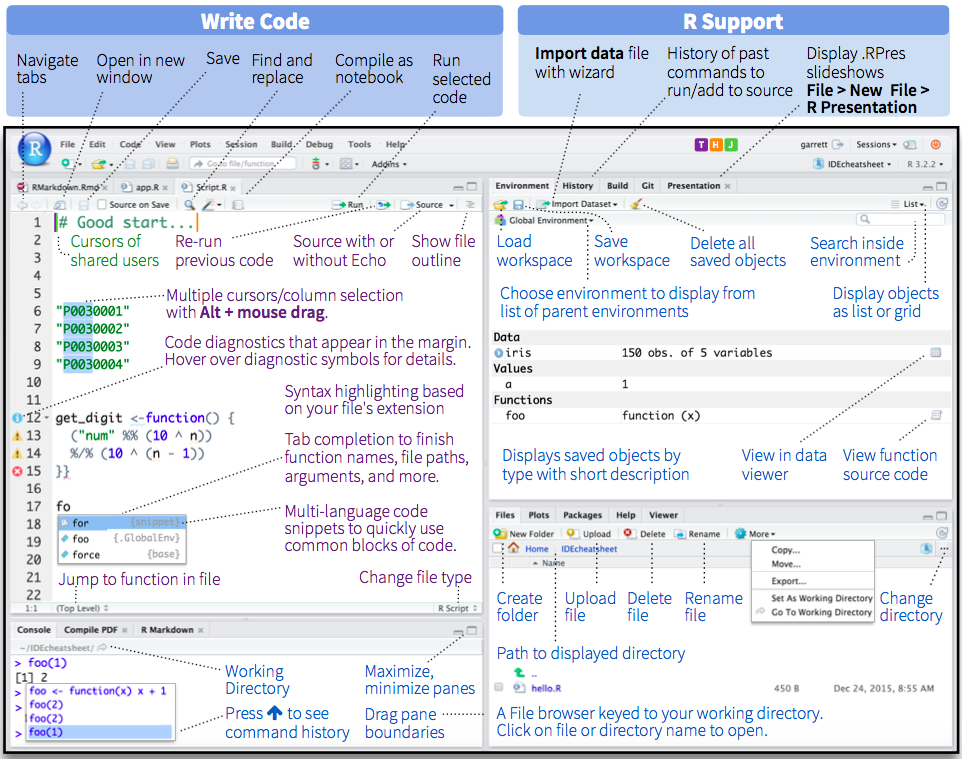 Write Code
R Support
Navigate
tabs
Open in new
window
Save
Find and
replace
Compile as
notebook
Run
selected
code
Import data file
with wizard
History of past
commands to
run/add to source
Display .RPres
slideshows
File > New File >
R Presentation
R
File Edit Code View Plots Session Build Debug Tools Help
Go to file/function
Addins
T H J
garrett
Sessions
IDEcheatsheet
R 3.2.2
RMarkdown.Rmd
app.R
Script.R
Source on Save
Run
Source
1 # Good start...
2
3
4
5
6 "P0030001"
7 "P0030002"
8 "P0030003"
9 "P0030004"
10
11
12 get_digit <-function() {
13 ("num" %% (10 ^ n))
14 %/% (10 ^ (n - 1))
15 }}
16
17 fo
18
19
20
21
22
for {snippet}
foo {.GlobalEnv}
force {base}
Cursors of
shared users
Re-run
previous code
Source with or
without Echo
Show file
outline
Multiple cursors/column selection
with Alt + mouse drag.
Code diagnostics that appear in the margin.
Hover over diagnostic symbols for details.
Syntax highlighting based
on your file's extension
Tab completion to finish
function names, file paths,
arguments, and more.
Multi-language code
snippets to quickly use
common blocks of code.
Jump to function in file
Change file type
1:1 (Top Level)
R Script
Console Compile PDF R Markdown
~/IDEcheatsheet/
> foo(1)
[1] 2
>
>
foo <- function(x) x + 1
foo(2)
foo(2)
foo(1)
Working
Directory
Press to see
command history
Maximize,
minimize panes
Drag pane
boundaries
Environment History Build Git Presentation
Import Dataset
List
Global Environment
Load
workspace
Save
workspace
Delete all
saved objects
Search inside
environment
Choose environment to display from
list of parent environments
Display objects
as list or grid
Data
iris 150 obs. of 5 variables
Values
a 1
Functions
foo function (x)
Displays saved objects by
type with short description
View in data
viewer
View function
source code
Files Plots Packages Help Viewer
New Folder Upload Delete Rename More
Home IDEcheatsheet
Name
Copy...
Move...
Export...
Set As Working Directory
Go To Working Directory
Create
folder
Upload
file
Delete
file
Rename
file
Change
directory
Path to displayed directory
..
hello.R 450 B Dec 24, 2015, 8:55 AM
A File browser keyed to your working directory.
Click on file or directory name to open.